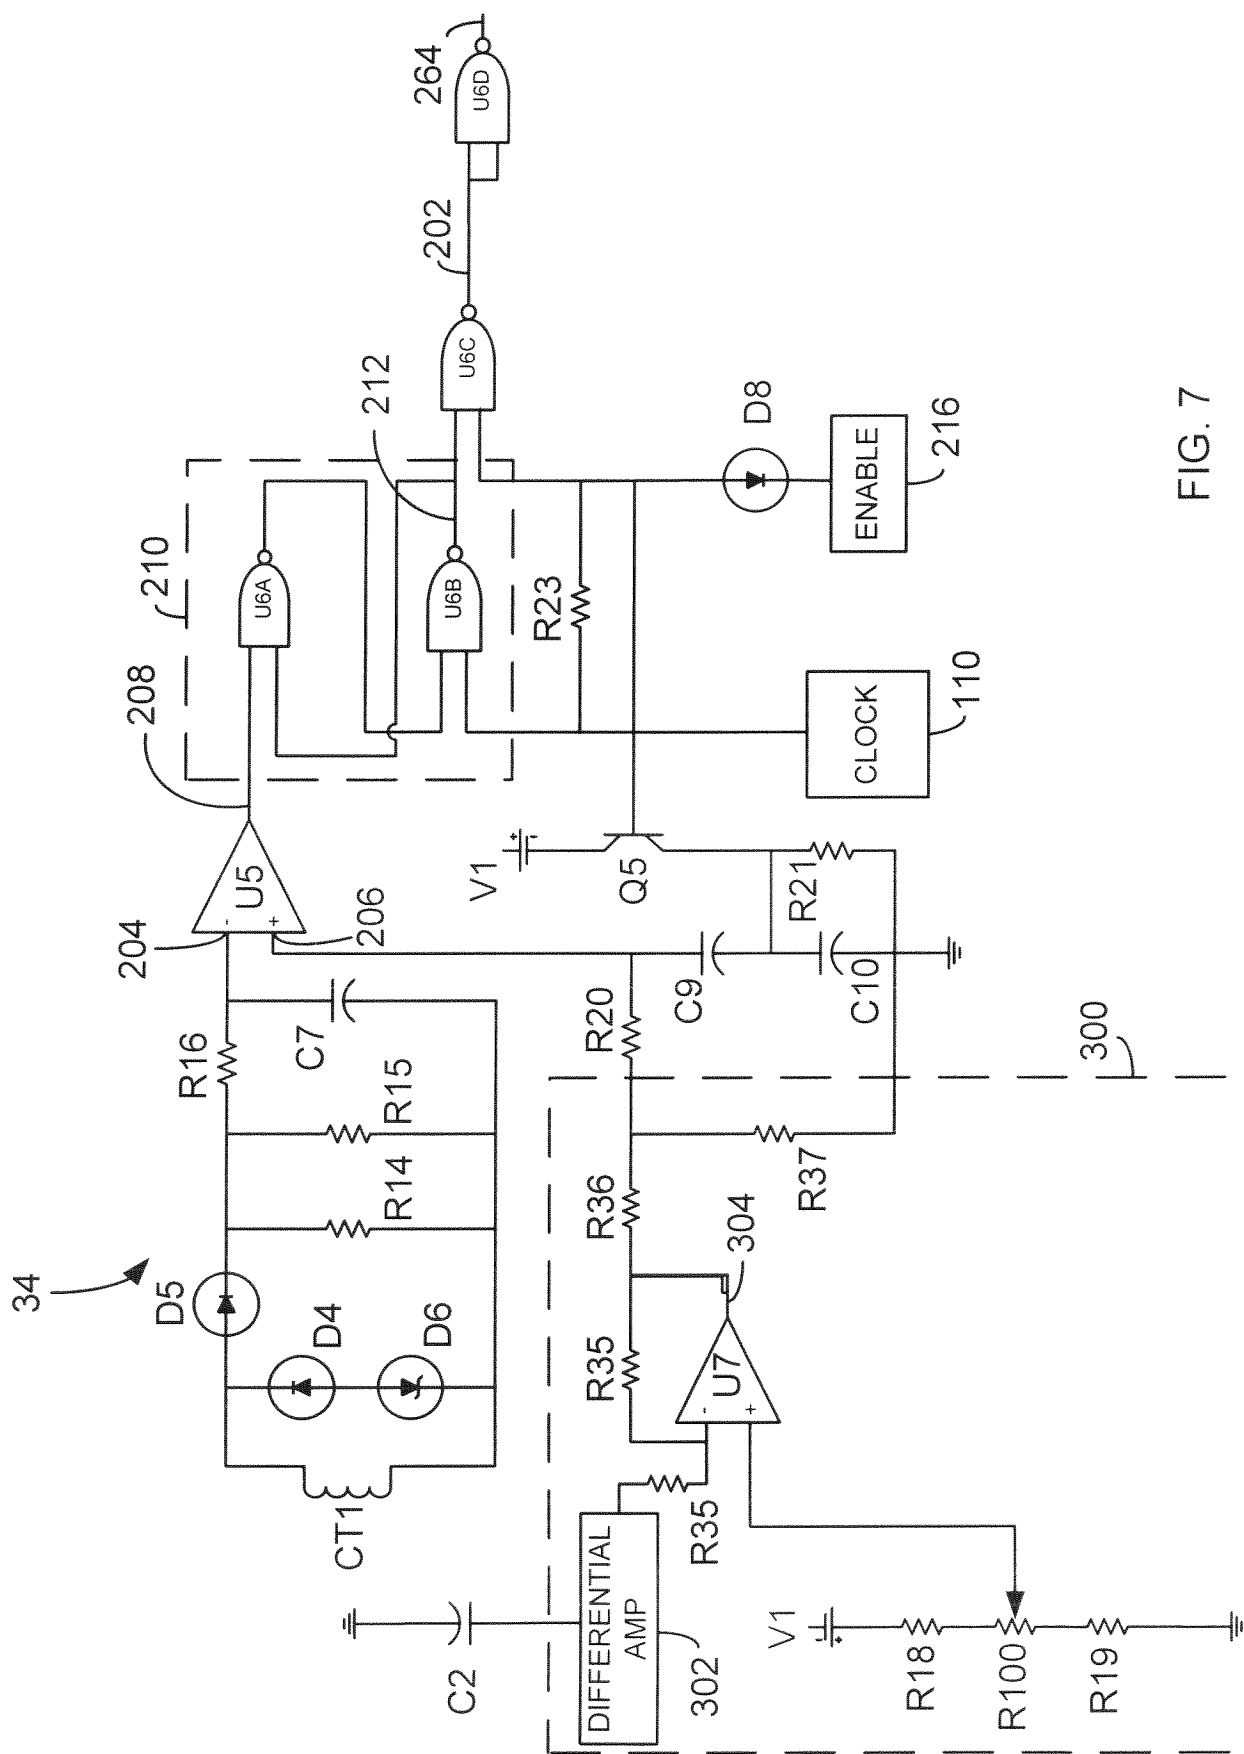 34
CT1
D5
D4
D6
R14
R15
R16
C7
204
206
-
+
U5
208
210
U6A
U6B
212
U6C
202
U6D
264
R23
D8
ENABLE
216
CLOCK
110
V1
+
-
Q5
R21
C9
C10
R20
300
R37
R36
304
R35
U7
-
+
R35
DIFFERENTIAL
AMP
302
C2
V1
-
+
R18
R100
R19
FIG. 7